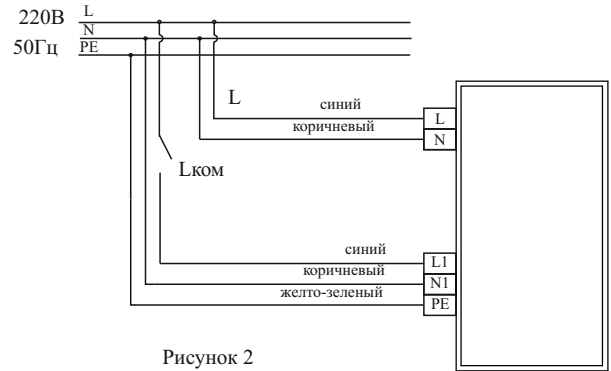 220В
L
N
50Гц
PE
L
синий
L
коричневый
N
Lком
синий
L1
коричневый
N1
желто-зеленый
PE
Рисунок 2